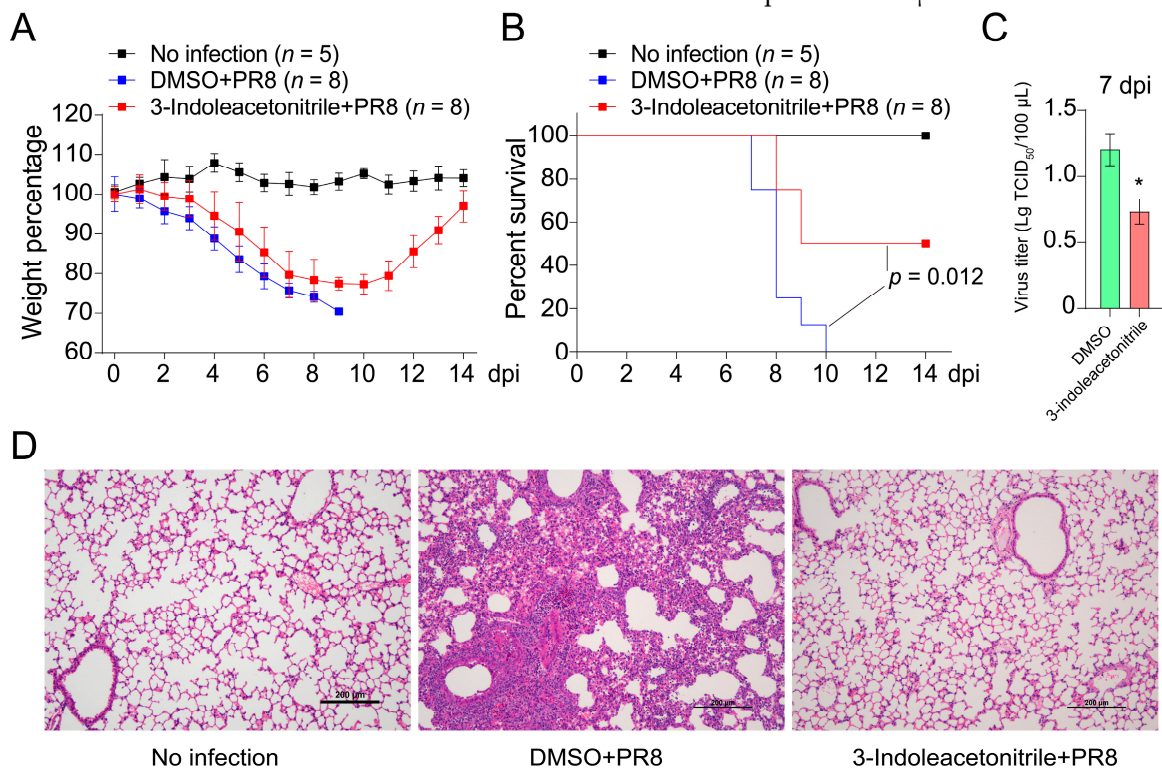 A
No infection (n = 5)
DMSO+PR8 (n = 8)
3-Indoleacetonitrile+PR8 (n = 8)
Weight percentage
120
110
100
90
80
70
60
0 2 4 6 8 10 12 14 dpi
B
No infection (n = 5)
DMSO+PR8 (n = 8)
3-Indoleacetonitrile+PR8 (n = 8)
Percent survival
100
80
60
40
20
0
p = 0.012
0 2 4 6 8 10 12 14 dpi
C
7 dpi
Virus titer (Lg TCID50/100 µL)
1.5
1.0
0.5
0
*
DMSO
3-indoleacetonitrile
D
200 µm
200 µm
200 µm
No infection
DMSO+PR8
3-Indoleacetonitrile+PR8